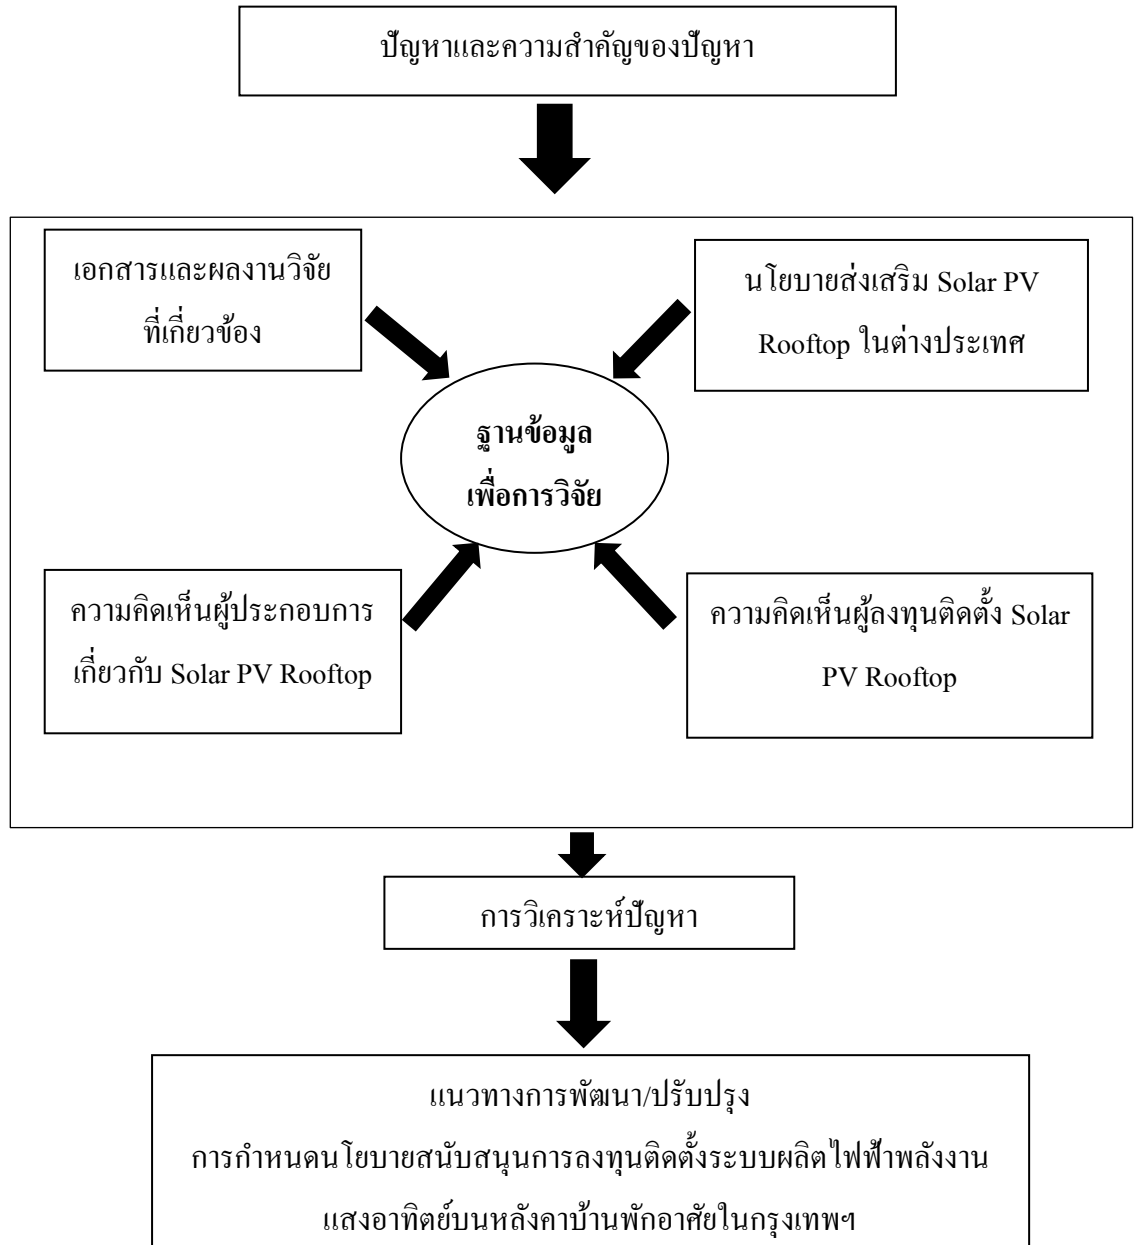 ปัญหาและความสำคัญของปัญหา
เอกสารและผลงานวิจัย
ที่เกี่ยวข้อง
นโยบายส่งเสริม Solar PV
Rooftop ในต่างประเทศ
ฐานข้อมูล
เพื่อการวิจัย
ความคิดเห็นผู้ประกอบการ
เกี่ยวกับ Solar PV Rooftop
ความคิดเห็นผู้ลงทุนติดตั้ง Solar
PV Rooftop
การวิเคราะห์ปัญหา
แนวทางการพัฒนา/ปรับปรุง
การกำหนดนโยบายสนับสนุนการลงทุนติดตั้งระบบผลิตไฟฟ้าพลังงาน
แสงอาทิตย์บนหลังคาบ้านพักอาศัยในกรุงเทพฯ